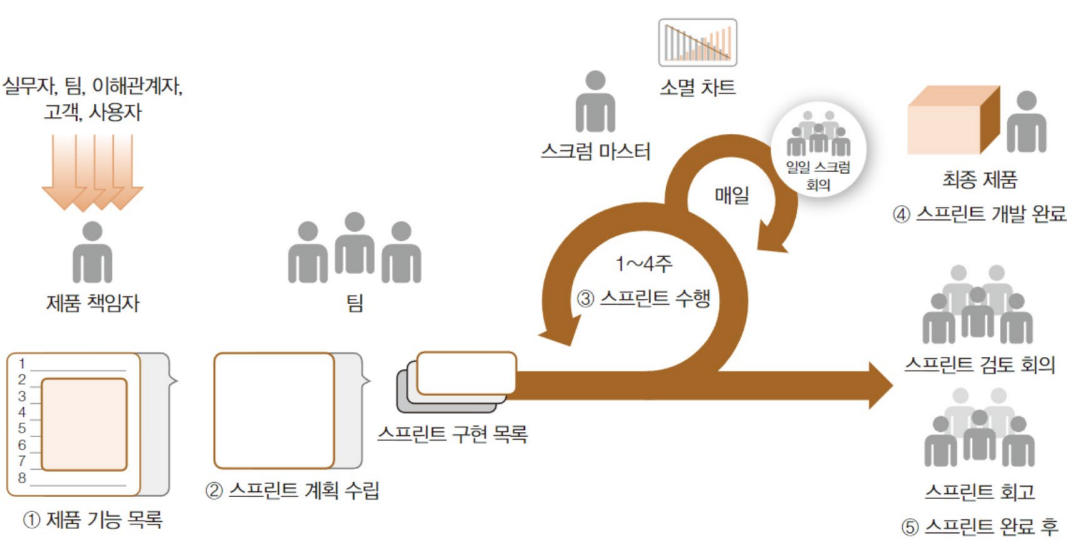 실무자, 팀, 이해관계자,
고객, 사용자
제품 책임자
1
2
3
4
5
6
7
8
① 제품 기능 목록
팀
② 스프린트 계획 수립
스프린트 구현 목록
스크럼 마스터
소멸 차트
일일 스크럼
회의
매일
1~4주
③ 스프린트 수행
최종 제품
④ 스프린트 개발 완료
스프린트 검토 회의
스프린트 회고
⑤ 스프린트 완료 후